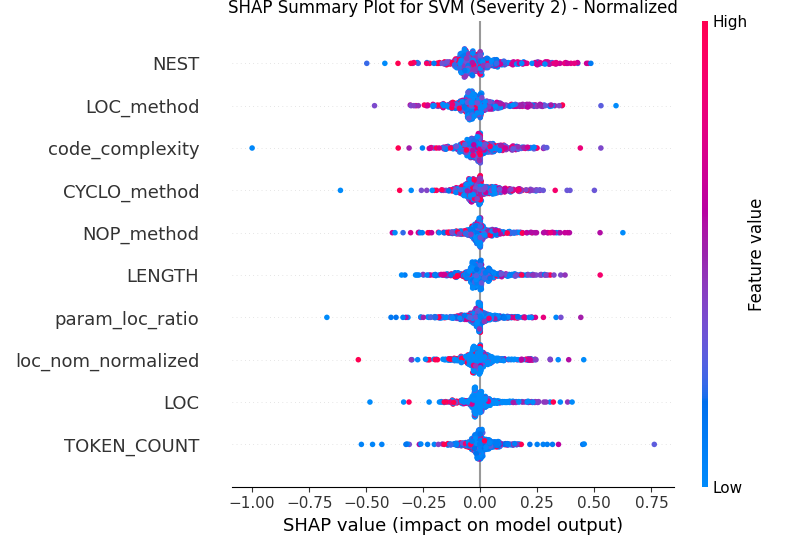 SHAP Summary Plot for SVM (Severity 2) - Normalized
High
NEST
LOC_method
code_complexity
CYCLO_method
NOP_method
LENGTH
param_loc_ratio
loc_nom_normalized
LOC
TOKEN_COUNT
Feature value
Low
−1.00 −0.75 −0.50 −0.25 0.00 0.25 0.50 0.75
SHAP value (impact on model output)